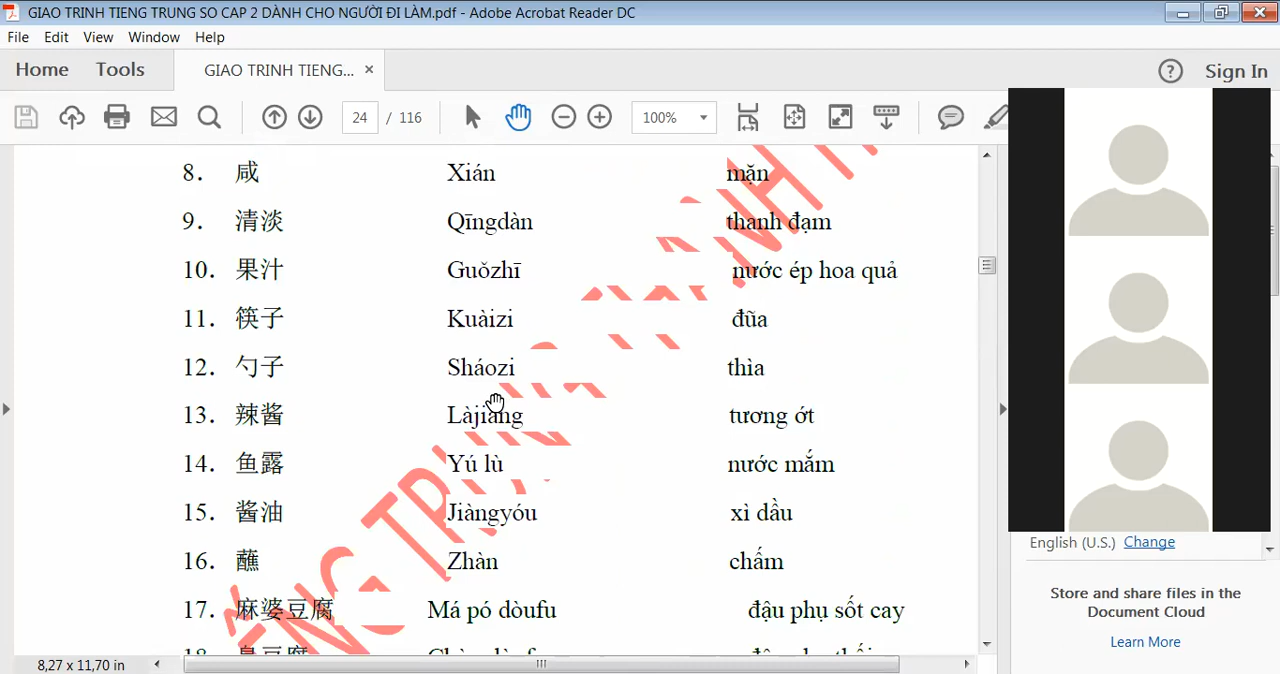 GIAO TRINH TIENG TRUNG SO CAP 2 DÀNH CHO NGƯỜI ĐI LÀM.pdf - Adobe Acrobat Reader DC
File Edit View Window Help
Home Tools GIAO TRINH TIENG... × ? Sign In
24 / 116 100%
8. 咸 Xián mặn
9. 清淡 Qīngdàn thanh đạm
10. 果汁 Guǒzhī nước ép hoa quả
11. 筷子 Kuàizi đũa
12. 勺子 Sháozi thìa
13. 辣酱 Làjiàng tương ớt
14. 鱼露 Yú lù nước mắm
15. 酱油 Jiàngyóu xì dầu
16. 蘸 Zhàn chấm
17. 麻婆豆腐 Má pó dòufu đậu phụ sốt cay
English (U.S.) Change
Store and share files in the
Document Cloud
Learn More
8,27 x 11,70 in